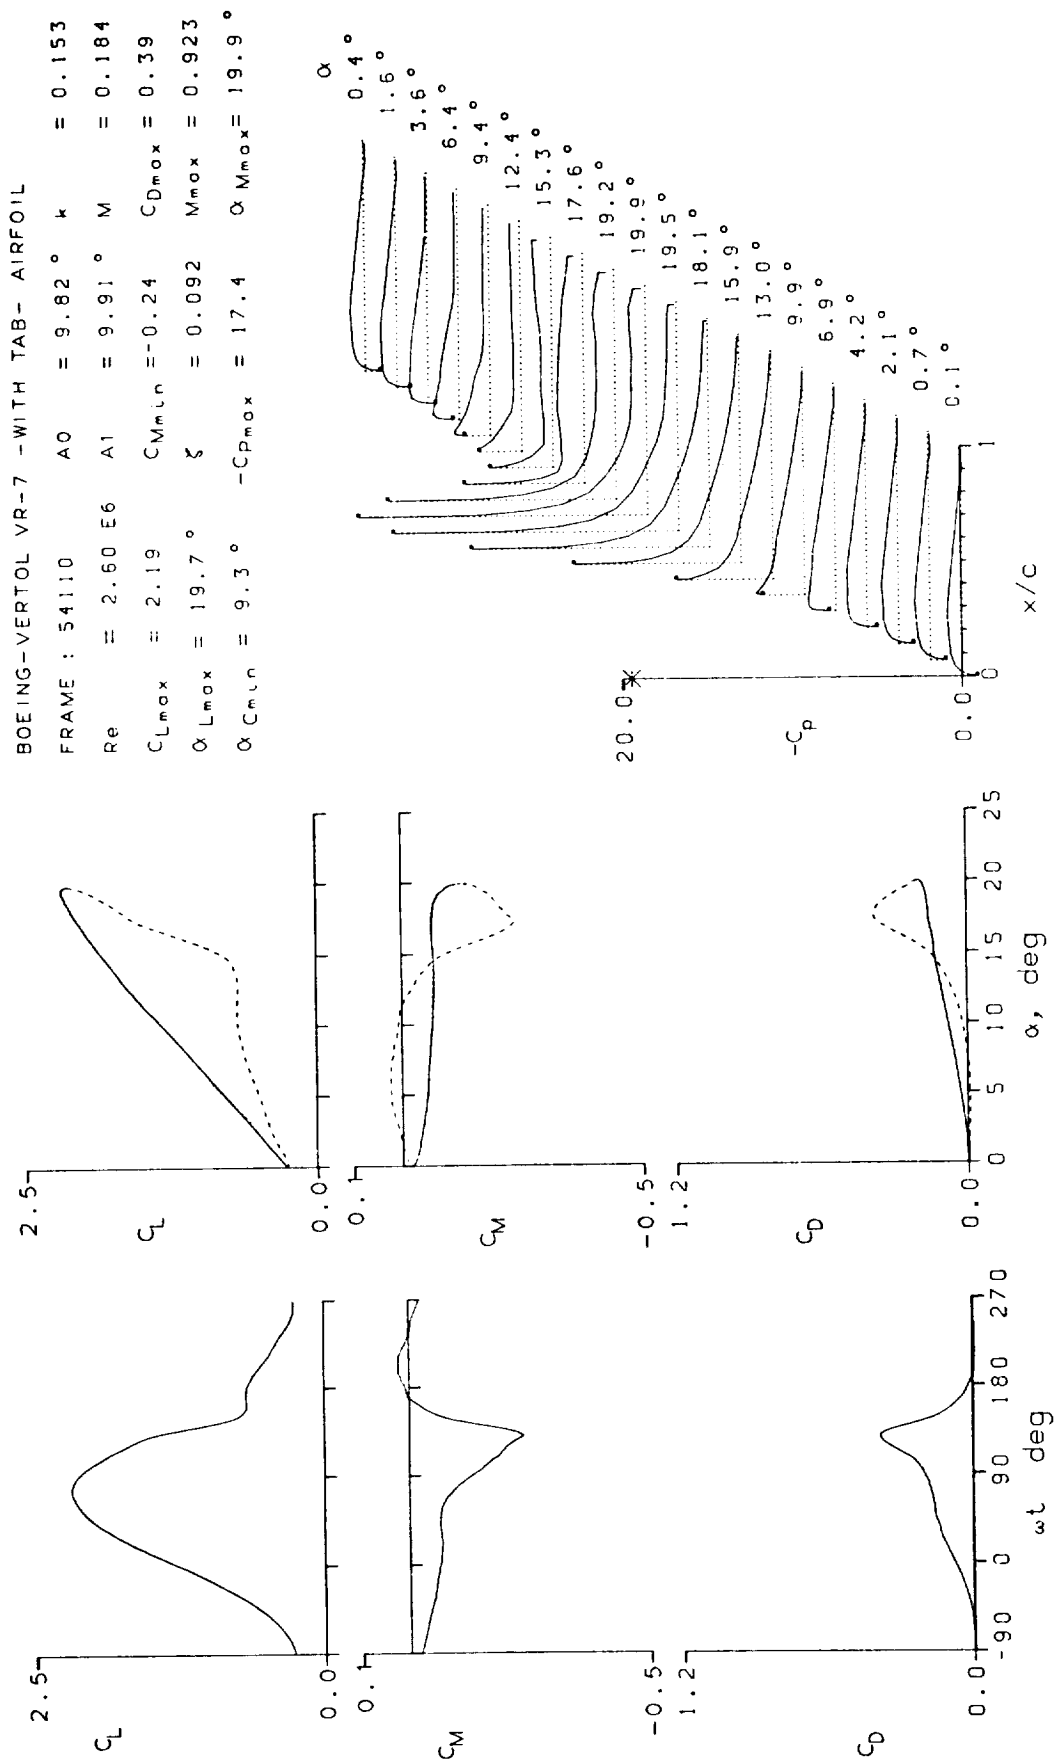 BOEING-VERTOL VR-7 -WITH TAB- AIRFOIL
FRAME : 54110 A0 = 9.82° k = 0.153
Re = 2.60 E6 A1 = 9.91° M = 0.184
CLmax = 2.19 CMmin =-0.24 CDmax = 0.39
αLmax = 19.7° ζ = 0.092 Mmax = 0.923
αCmin = 9.3° -CPmax = 17.4 αMmax= 19.9°
2.5
CL
0.0
0.1
CM
-0.5
1.2
CD
0.0
-90 0 90 180 270
ωt deg
2.5
CL
0.0
0.1
CM
-0.5
1.2
CD
0.0
0 5 10 15 20 25
α, deg
20.0
-Cp
0.0
0 1
x/c
α
0.4°
1.6°
3.6°
6.4°
9.4°
12.4°
15.3°
17.6°
19.2°
19.9°
19.5°
18.1°
15.9°
13.0°
9.9°
6.9°
4.2°
2.1°
0.7°
0.1°